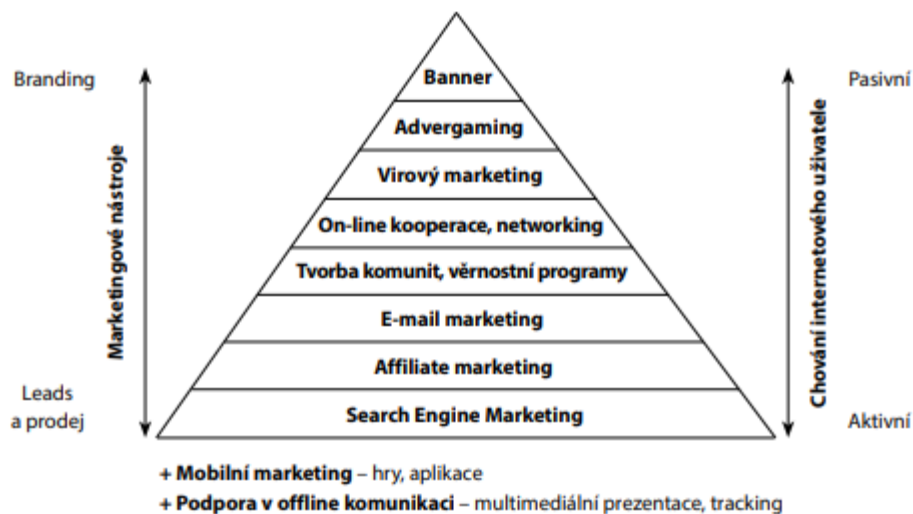 Branding
Pasivní
Marketingové nástroje
Chování internetového uživatele
Banner
Advergaming
Virový marketing
On-line kooperace, networking
Tvorba komunit, věrnostní programy
E-mail marketing
Affiliate marketing
Search Engine Marketing
Leads
a prodej
Aktivní
+ Mobilní marketing – hry, aplikace
+ Podpora v offline komunikaci – multimediální prezentace, tracking